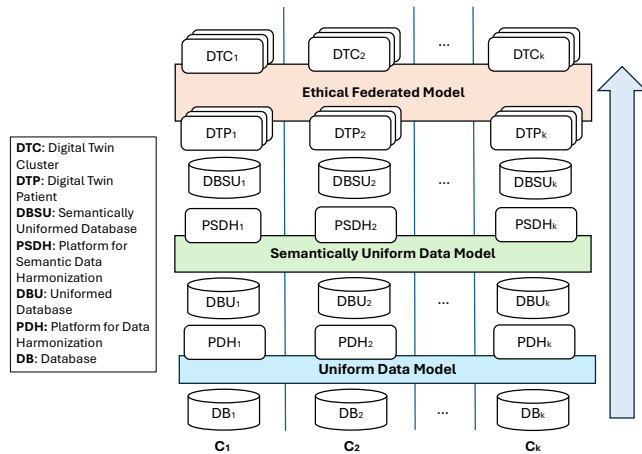 DTC1 DTC2 ... DTCk
Ethical Federated Model
DTP1 DTP2 ... DTPk
DBSU1 DBSU2 ... DBSUk
PSDH1 PSDH2 PSDHk
Semantically Uniform Data Model
DBU1 DBU2 ... DBUk
PDH1 PDH2 PDHk
Uniform Data Model
DB1 DB2 ... DBk
C1 C2 Ck
DTC: Digital Twin
Cluster
DTP: Digital Twin
Patient
DBSU: Semantically
Uniformed Database
PSDH: Platform for
Semantic Data
Harmonization
DBU: Uniformed
Database
PDH: Platform for Data
Harmonization
DB: Database